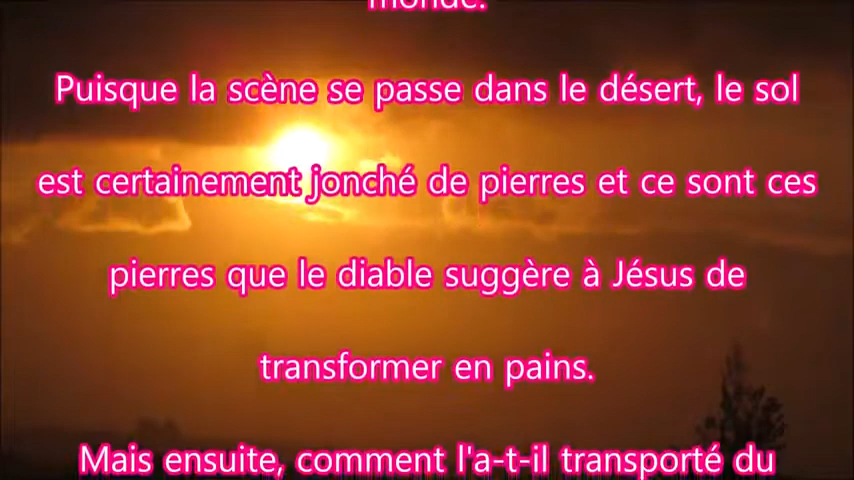 monde.
Puisque la scène se passe dans le désert, le sol
est certainement jonché de pierres et ce sont ces
pierres que le diable suggère à Jésus de
transformer en pains.
Mais ensuite, comment l'a-t-il transporté du